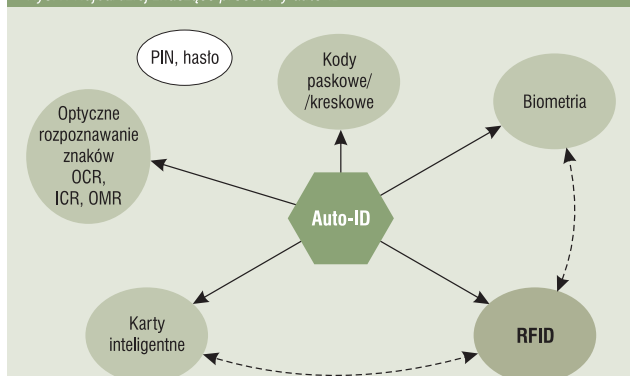 PIN, hasło
Kody
paskowe/
/kreskowe
Biometria
Optyczne
rozpoznawanie
znaków
OCR,
ICR, OMR
Auto-ID
Karty
inteligentne
RFID